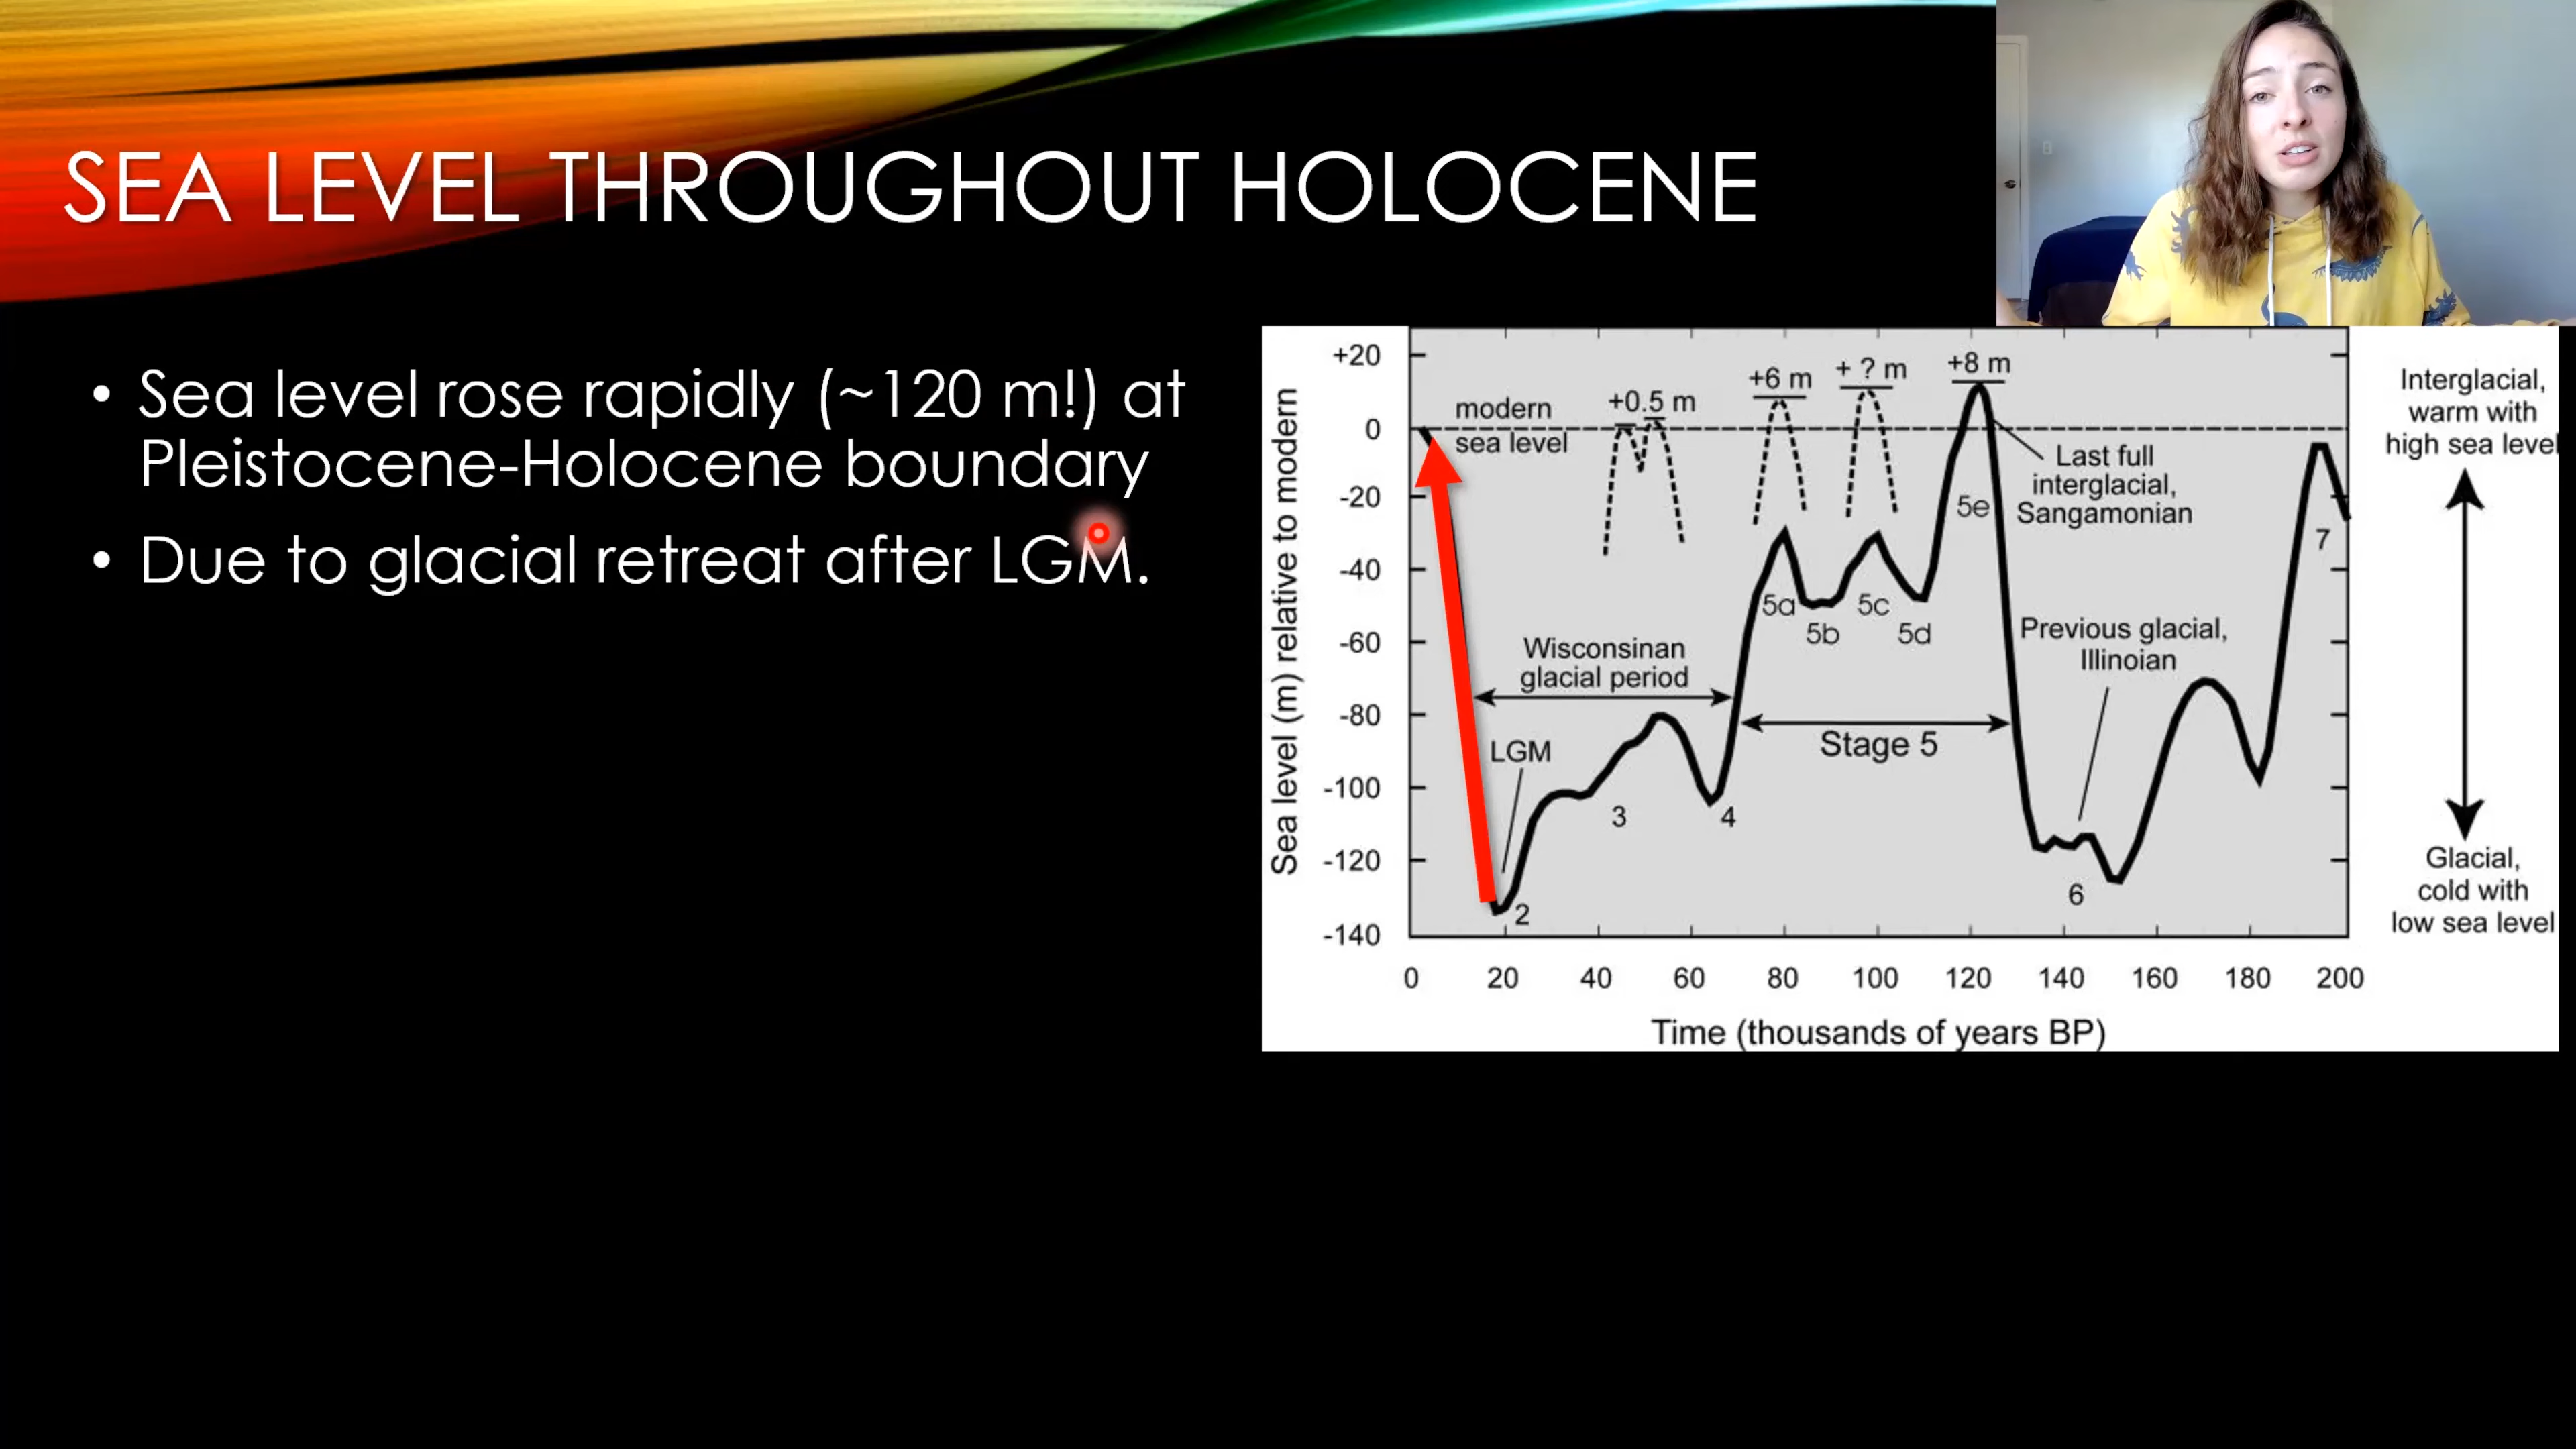 SEA LEVEL THROUGHOUT HOLOCENE
• Sea level rose rapidly (~120 m!) at
Pleistocene-Holocene boundary
• Due to glacial retreat after LGM.
Sea level (m) relative to modern
+20
0
-20
-40
-60
-80
-100
-120
-140
modern
sea level
+0.5 m
+6 m
+ ? m
+8 m
Last full
interglacial,
Sangamonian
5e
7
5a
5b
5c
5d
Wisconsinan
glacial period
Previous glacial,
Illinoian
Stage 5
LGM
3
4
2
6
0
20
40
60
80
100
120
140
160
180
200
Time (thousands of years BP)
Interglacial,
warm with
high sea level
Glacial,
cold with
low sea level